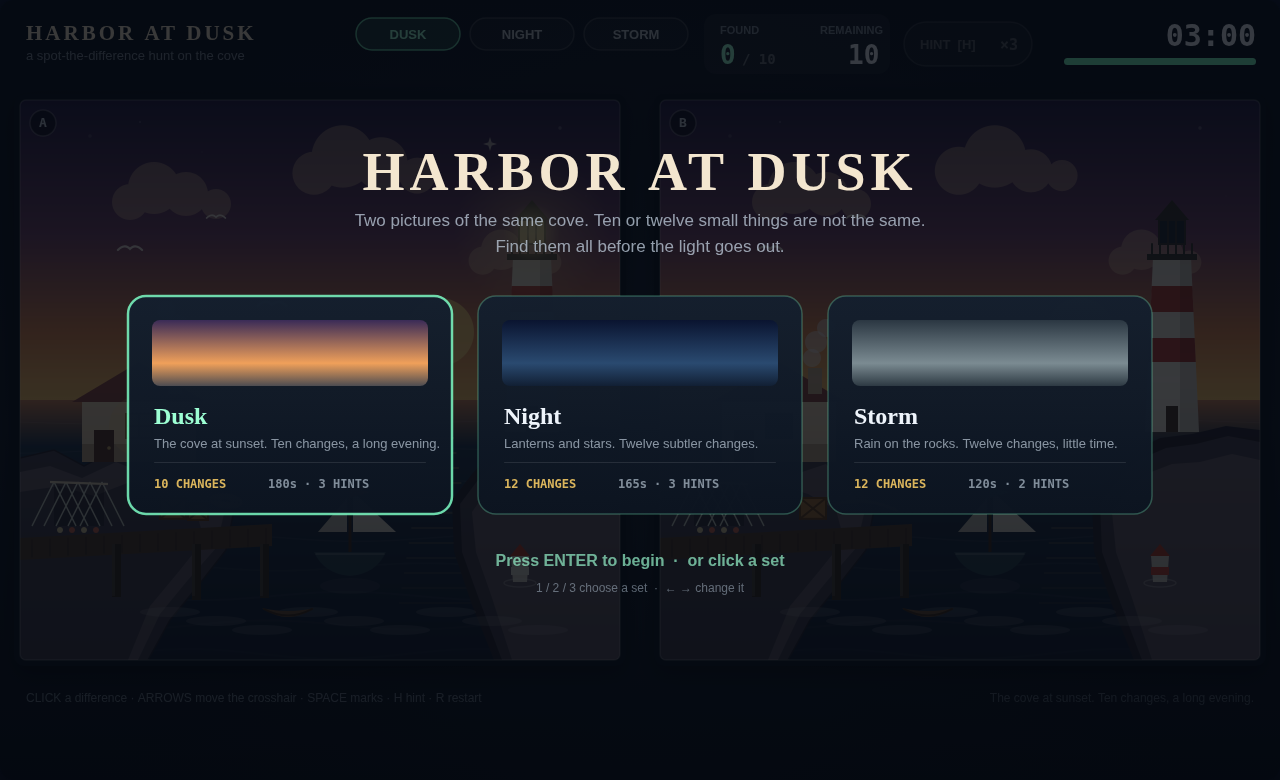 HARBOR AT DUSK
a spot-the-difference hunt on the cove
DUSK
NIGHT
STORM
FOUND
0 / 10
REMAINING
10
HINT [H] ×3
03:00
A
B
HARBOR AT DUSK
Two pictures of the same cove. Ten or twelve small things are not the same.
Find them all before the light goes out.
Dusk
The cove at sunset. Ten changes, a long evening.
10 CHANGES 180s · 3 HINTS
Night
Lanterns and stars. Twelve subtler changes.
12 CHANGES 165s · 3 HINTS
Storm
Rain on the rocks. Twelve changes, little time.
12 CHANGES 120s · 2 HINTS
Press ENTER to begin · or click a set
1 / 2 / 3 choose a set · ← → change it
CLICK a difference · ARROWS move the crosshair · SPACE marks · H hint · R restart
The cove at sunset. Ten changes, a long evening.